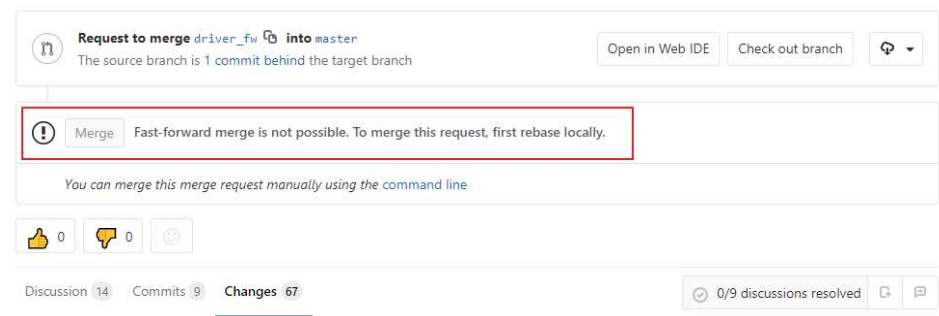 Request to merge driver_fw into master
The source branch is 1 commit behind the target branch
Open in Web IDE
Check out branch
Merge
Fast-forward merge is not possible. To merge this request, first rebase locally.
You can merge this merge request manually using the command line
0
0
Discussion 14
Commits 9
Changes 67
0/9 discussions resolved